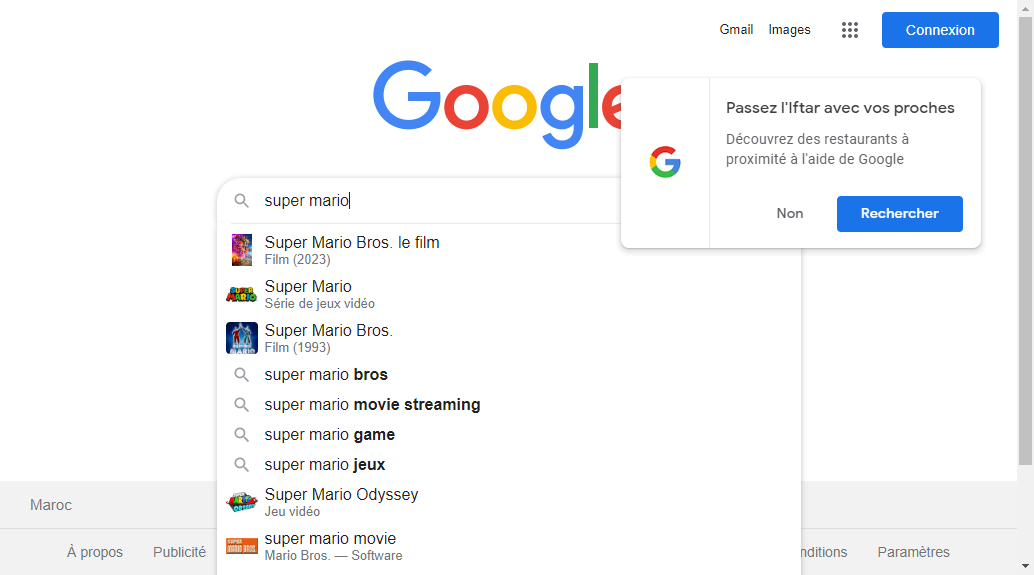 Gmail Images Connexion
Google
Passez l'Iftar avec vos proches
Découvrez des restaurants à
proximité à l'aide de Google
Non Rechercher
super mario
Super Mario Bros. le film
Film (2023)
Super Mario
Série de jeux vidéo
Super Mario Bros.
Film (1993)
super mario bros
super mario movie streaming
super mario game
super mario jeux
Super Mario Odyssey
Jeu vidéo
super mario movie
Mario Bros. — Software
Maroc
À propos Publicité nditions Paramètres